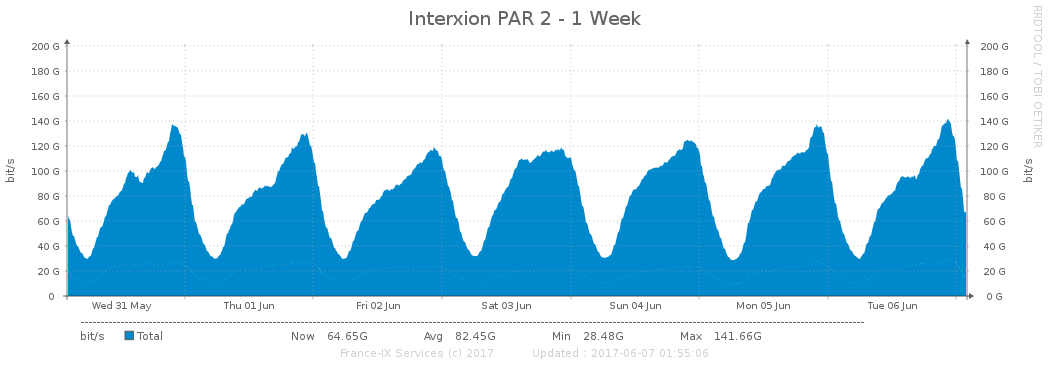 Interxion PAR 2 - 1 Week
RRDTOOL / TOBI OETIKER
bit/s
200 G 200 G
180 G 180 G
160 G 160 G
140 G 140 G
120 G 120 G
100 G 100 G
80 G 80 G
60 G 60 G
40 G 40 G
20 G 20 G
0 0 G
bit/s
Wed 31 May Thu 01 Jun Fri 02 Jun Sat 03 Jun Sun 04 Jun Mon 05 Jun Tue 06 Jun
bit/s Total Now 64.65G Avg 82.45G Min 28.48G Max 141.66G
France-IX Services (c) 2017 Updated : 2017-06-07 01:55:06